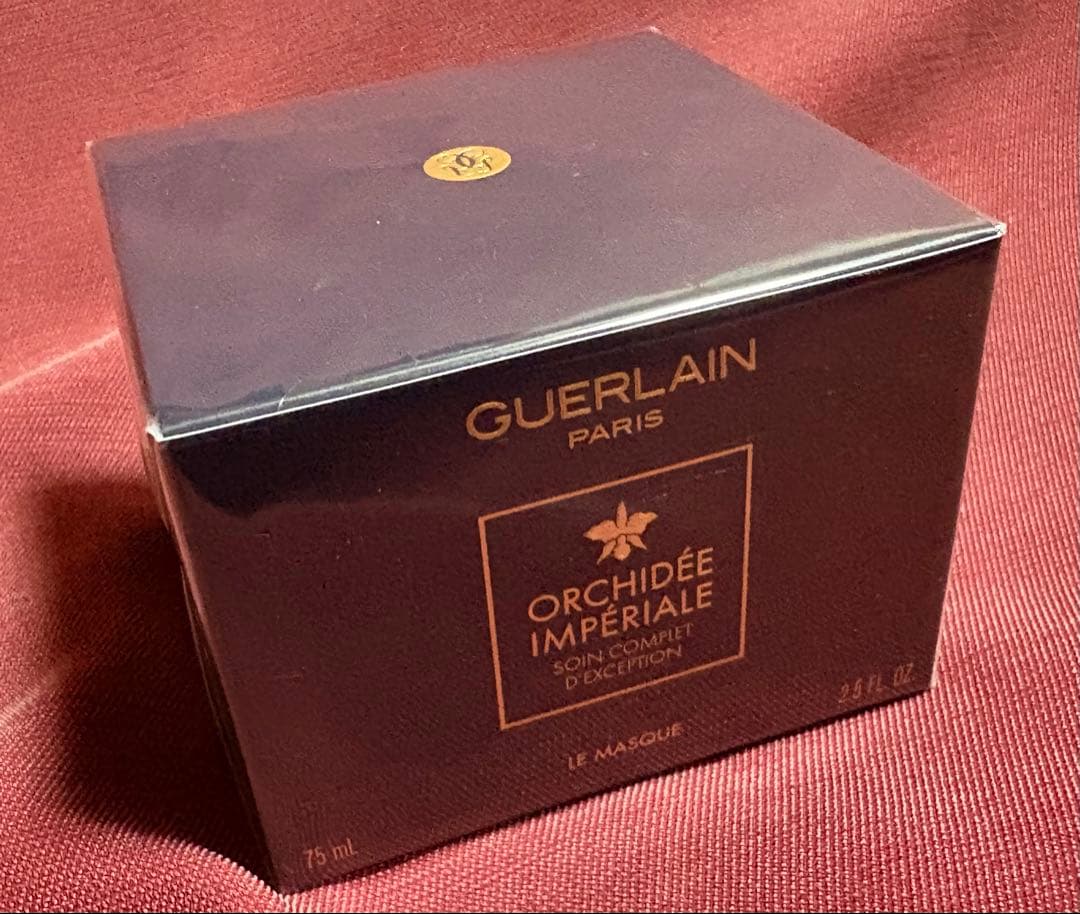 GUERLAIN
PARIS
ORCHIDÉE
IMPÉRIALE
SOIN COMPLET
D'EXCEPTION
LE MASQUE
75 mL
2.5 FL OZ